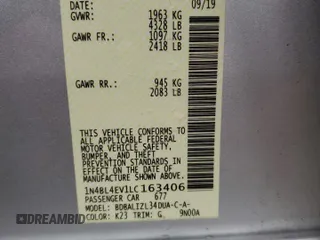 DATE: 09/19
GVWR: 1963 KG
4328 LB
GAWR FR.: 1097 KG
2418 LB
GAWR RR.: 945 KG
2083 LB
THIS VEHICLE CONFORMS
TO ALL APPLICABLE FEDERAL
MOTOR VEHICLE SAFETY,
BUMPER, AND THEFT
PREVENTION STANDARDS
IN EFFECT ON THE DATE OF
MANUFACTURE SHOWN ABOVE.
1N4BL4EV1LC163406
PASSENGER CAR 677
MODEL: BDBALIZL34DUA-C-A-
COLOR: K23 TRIM: G 9N00A
DREAMBID